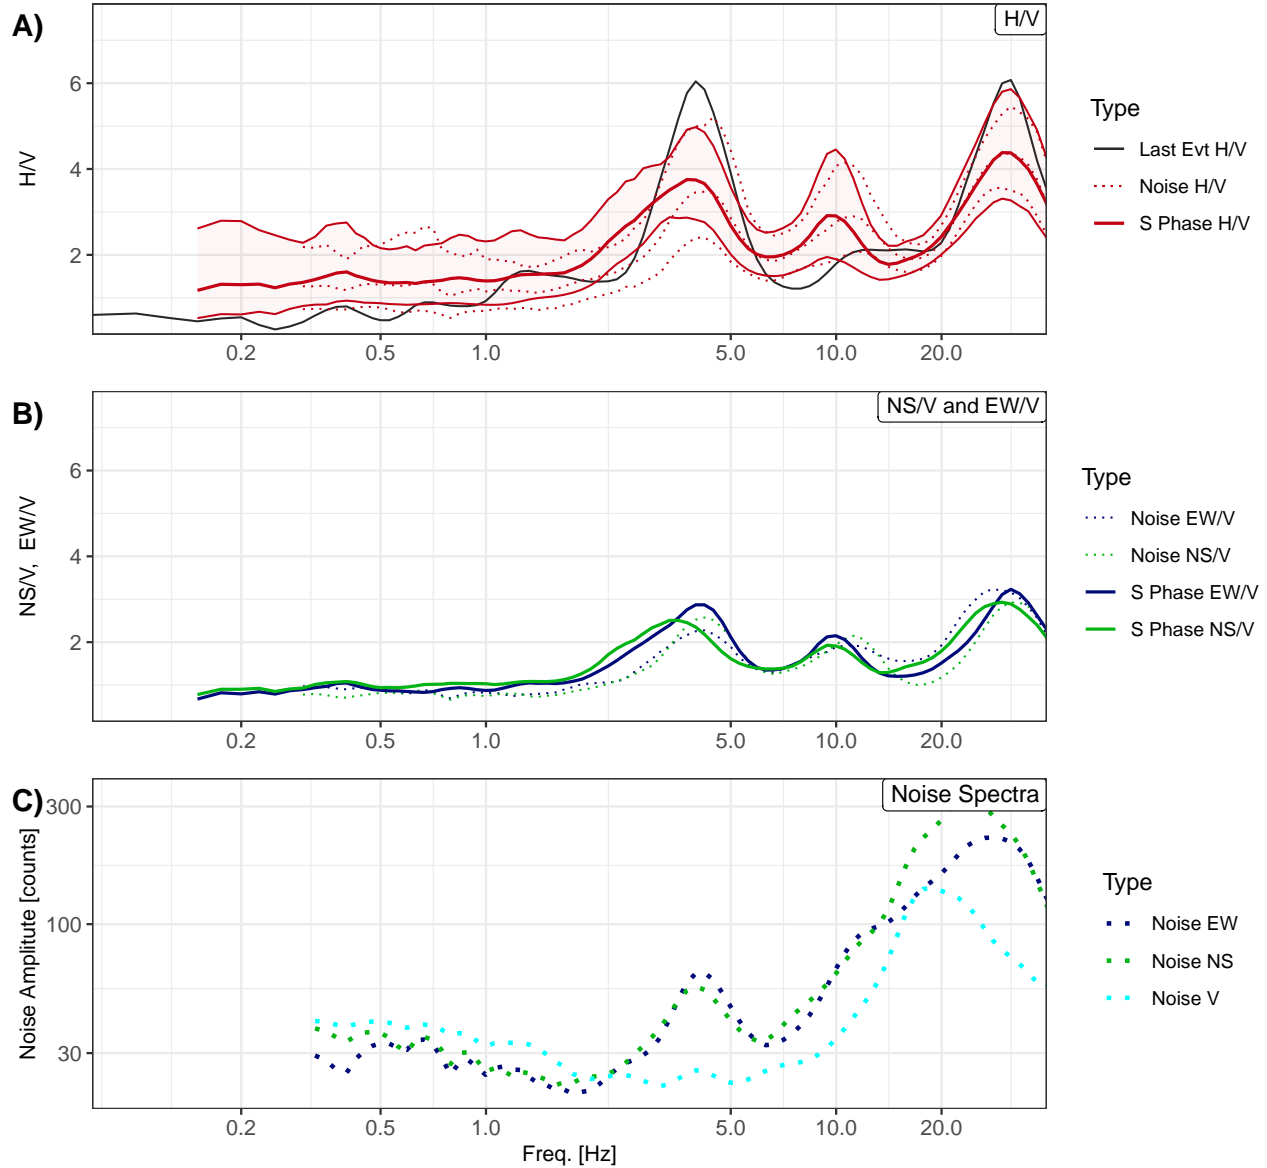 A)
H/V
6
4
2
H/V
0.2 0.5 1.0 5.0 10.0 20.0
Type
Last Evt H/V
Noise H/V
S Phase H/V
B)
NS/V and EW/V
6
4
2
NS/V, EW/V
0.2 0.5 1.0 5.0 10.0 20.0
Type
Noise EW/V
Noise NS/V
S Phase EW/V
S Phase NS/V
C)
Noise Spectra
300
100
30
Noise Amplitute [counts]
0.2 0.5 1.0 5.0 10.0 20.0
Freq. [Hz]
Type
Noise EW
Noise NS
Noise V